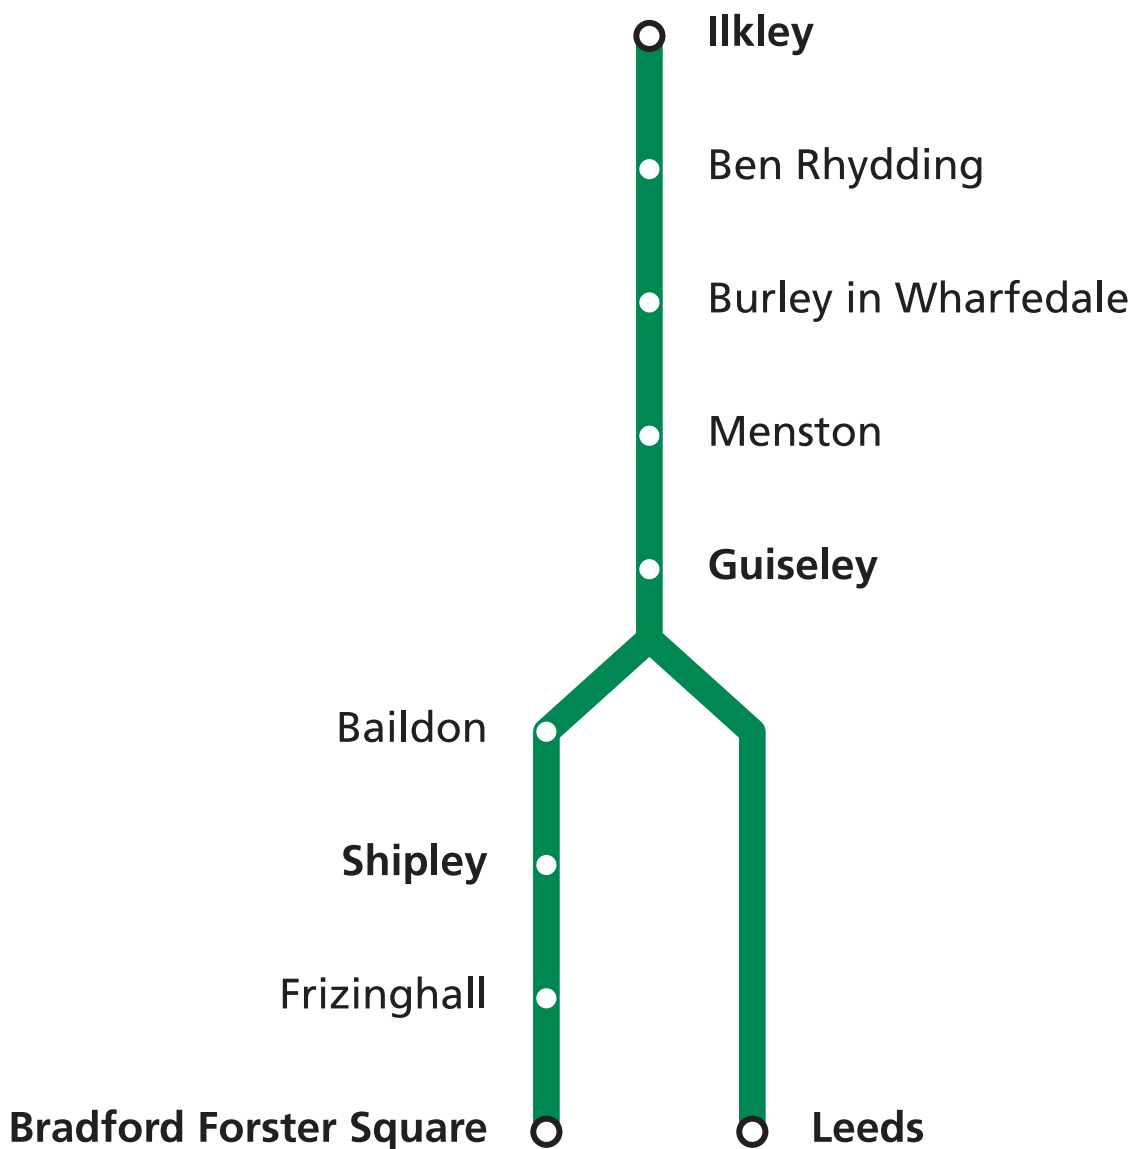 Ilkley
Ben Rhydding
Burley in Wharfedale
Menston
Guiseley
Baildon
Shipley
Frizinghall
Bradford Forster Square
Leeds